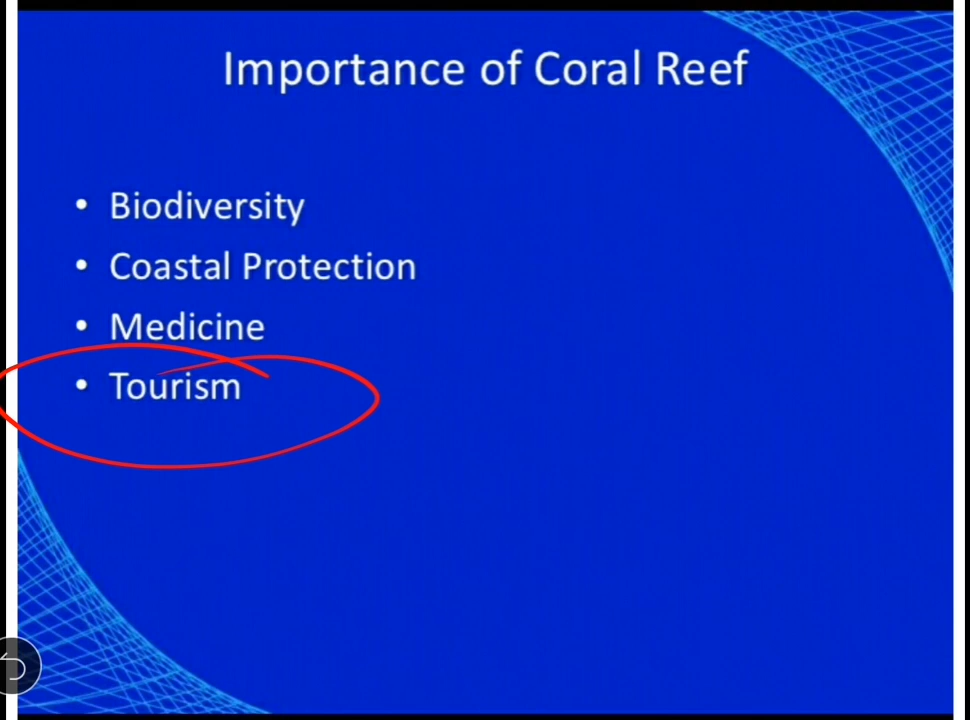 Importance of Coral Reef
• Biodiversity
• Coastal Protection
• Medicine
• Tourism